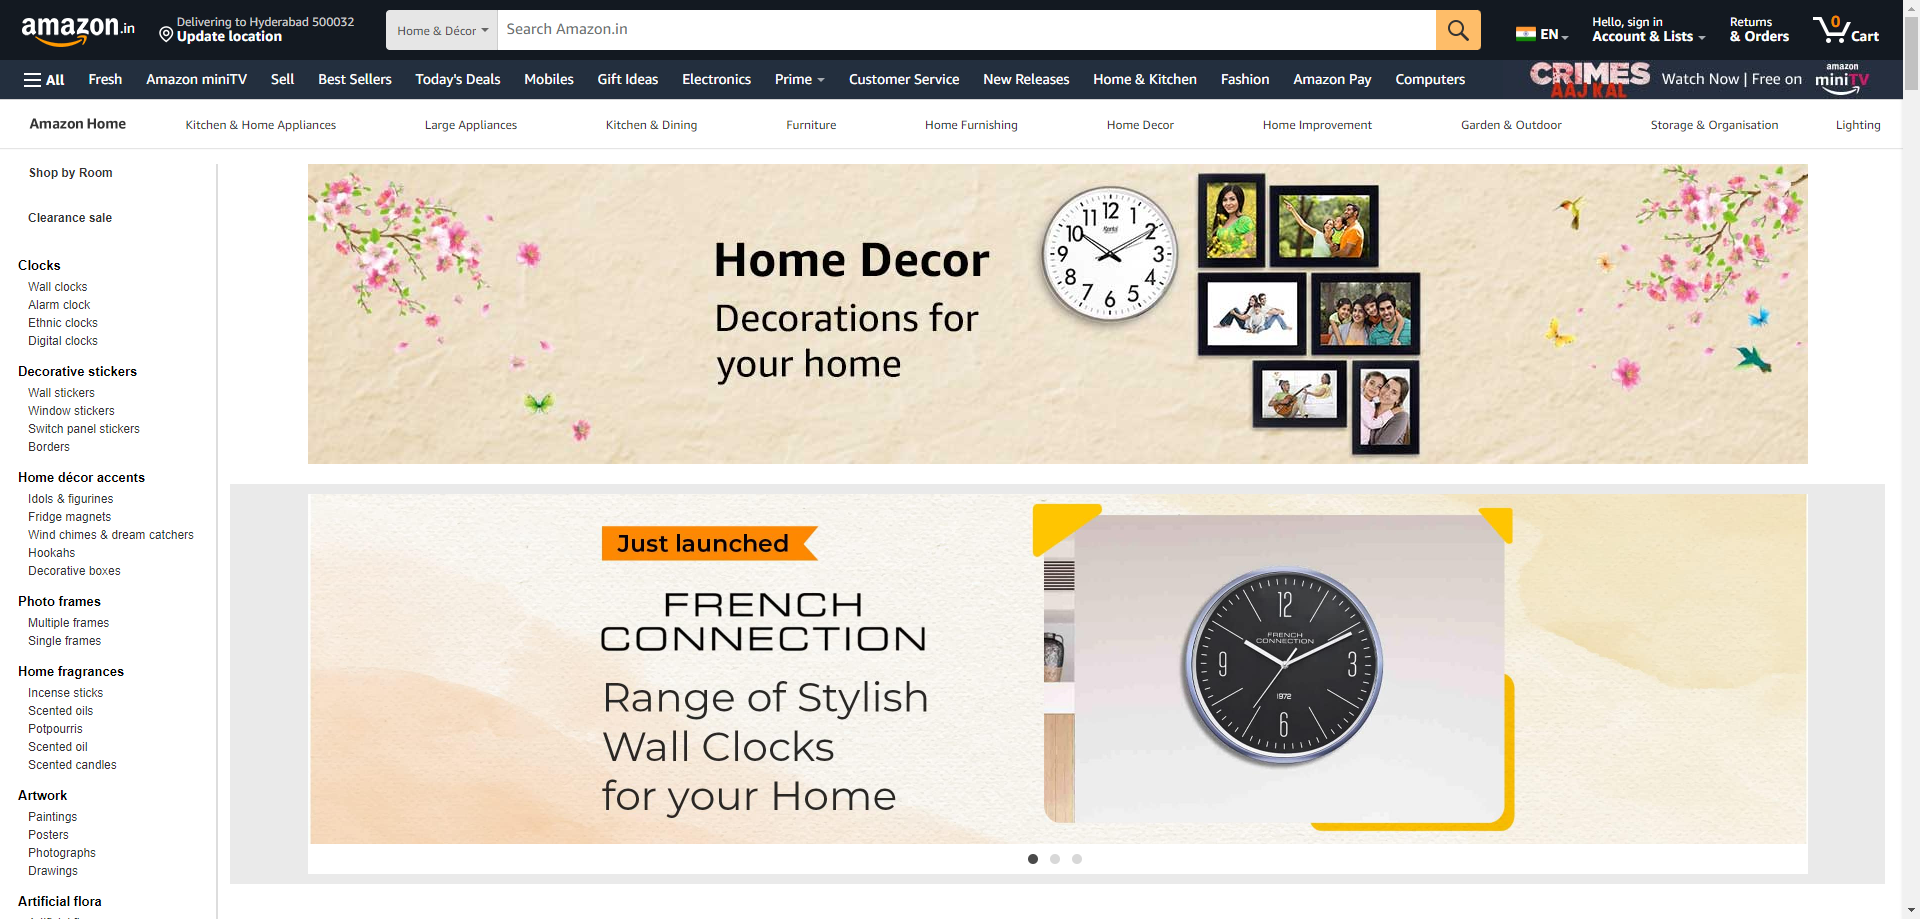 amazon.in
Delivering to Hyderabad 500032
Update location
Home & Décor
Search Amazon.in
EN
Hello, sign in
Account & Lists
Returns
& Orders
0
Cart
All
Fresh
Amazon miniTV
Sell
Best Sellers
Today's Deals
Mobiles
Gift Ideas
Electronics
Prime
Customer Service
New Releases
Home & Kitchen
Fashion
Amazon Pay
Computers
CRIMES
AAJ KAL
Watch Now | Free on
amazon
miniTV
Amazon Home
Kitchen & Home Appliances
Large Appliances
Kitchen & Dining
Furniture
Home Furnishing
Home Decor
Home Improvement
Garden & Outdoor
Storage & Organisation
Lighting
Shop by Room
Clearance sale
Clocks
Wall clocks
Alarm clock
Ethnic clocks
Digital clocks
Decorative stickers
Wall stickers
Window stickers
Switch panel stickers
Borders
Home décor accents
Idols & figurines
Fridge magnets
Wind chimes & dream catchers
Hookahs
Decorative boxes
Photo frames
Multiple frames
Single frames
Home fragrances
Incense sticks
Scented oils
Potpourris
Scented oil
Scented candles
Artwork
Paintings
Posters
Photographs
Drawings
Artificial flora
Home Decor
Decorations for
your home
12
1
2
3
4
5
6
7
8
9
10
11
Just launched
FRENCH
CONNECTION
Range of Stylish
Wall Clocks
for your Home
12
FRENCH
CONNECTION
9
3
1972
6